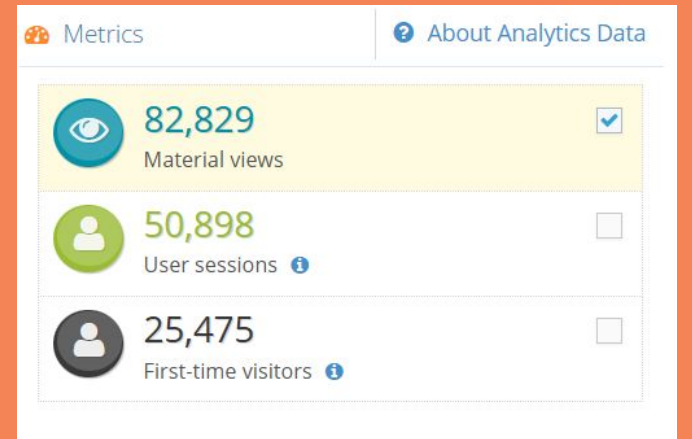 Metrics
About Analytics Data
82,829
Material views
50,898
User sessions
25,475
First-time visitors